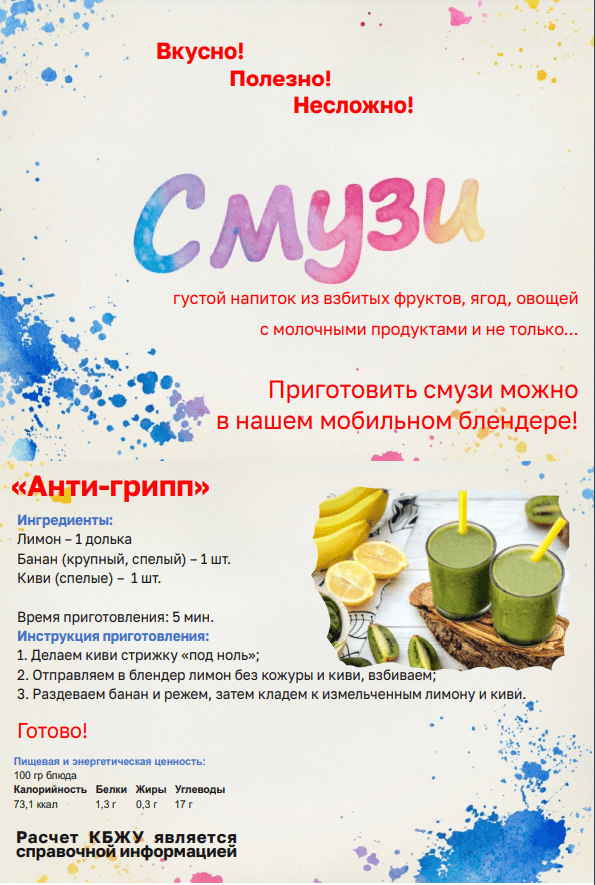 Вкусно!
Полезно!
Несложно!
Смузи
густой напиток из взбитых фруктов, ягод, овощей
с молочными продуктами и не только...
Приготовить смузи можно
в нашем мобильном блендере!
«Анти-грипп»
Ингредиенты:
Лимон – 1 долька
Банан (крупный, спелый) – 1 шт.
Киви (спелые) – 1 шт.
Время приготовления: 5 мин.
Инструкция приготовления:
1. Делаем киви стрижку «под ноль»;
2. Отправляем в блендер лимон без кожуры и киви, взбиваем;
3. Раздеваем банан и режем, затем кладем к измельченным лимону и киви.
Готово!
Пищевая и энергетическая ценность:
100 гр блюда
Калорийность Белки Жиры Углеводы
73,1 ккал 1,3 г 0,3 г 17 г
Расчет КБЖУ является
справочной информацией